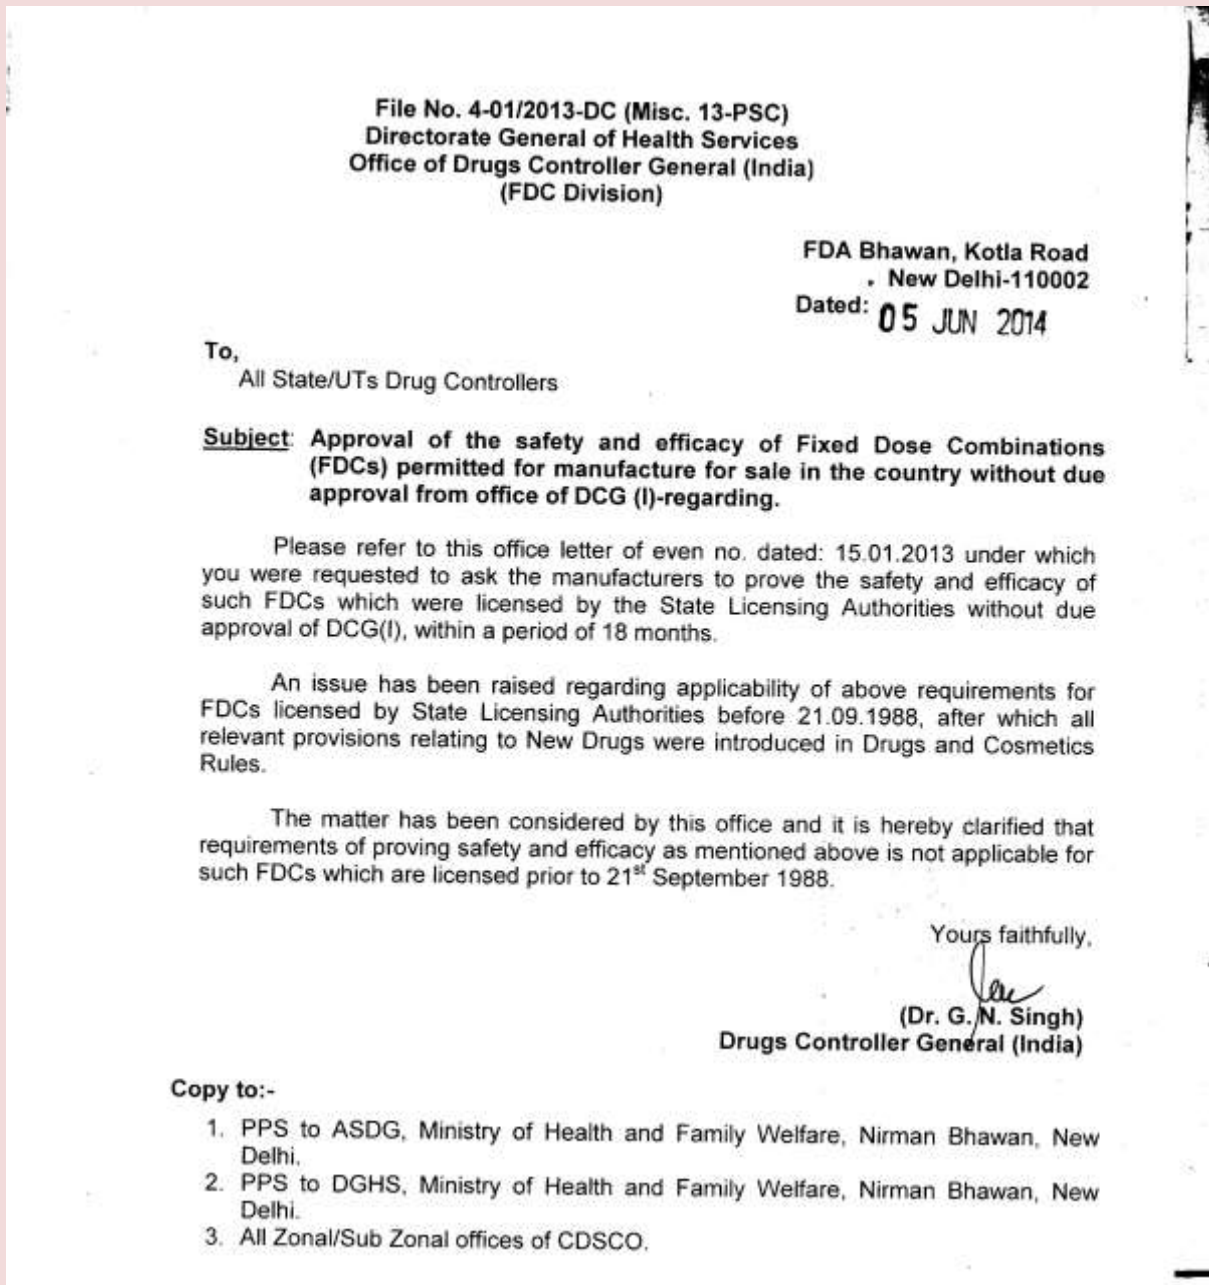 File No. 4-01/2013-DC (Misc. 13-PSC)
Directorate General of Health Services
Office of Drugs Controller General (India)
(FDC Division)
FDA Bhawan, Kotla Road
New Delhi-110002
Dated: 05 JUN 2014
To,
All State/UTs Drug Controllers
Subject: Approval of the safety and efficacy of Fixed Dose Combinations
(FDCs) permitted for manufacture for sale in the country without due
approval from office of DCG (I)-regarding.
Please refer to this office letter of even no. dated: 15.01.2013 under which
you were requested to ask the manufacturers to prove the safety and efficacy of
such FDCs which were licensed by the State Licensing Authorities without due
approval of DCG(I), within a period of 18 months.
An issue has been raised regarding applicability of above requirements for
FDCs licensed by State Licensing Authorities before 21.09.1988, after which all
relevant provisions relating to New Drugs were introduced in Drugs and Cosmetics
Rules.
The matter has been considered by this office and it is hereby clarified that
requirements of proving safety and efficacy as mentioned above is not applicable for
such FDCs which are licensed prior to 21st September 1988.
Yours faithfully,
(Dr. G. N. Singh)
Drugs Controller General (India)
Copy to:-
1. PPS to ASDG, Ministry of Health and Family Welfare, Nirman Bhawan, New
Delhi.
2. PPS to DGHS, Ministry of Health and Family Welfare, Nirman Bhawan, New
Delhi.
3. All Zonal/Sub Zonal offices of CDSCO.